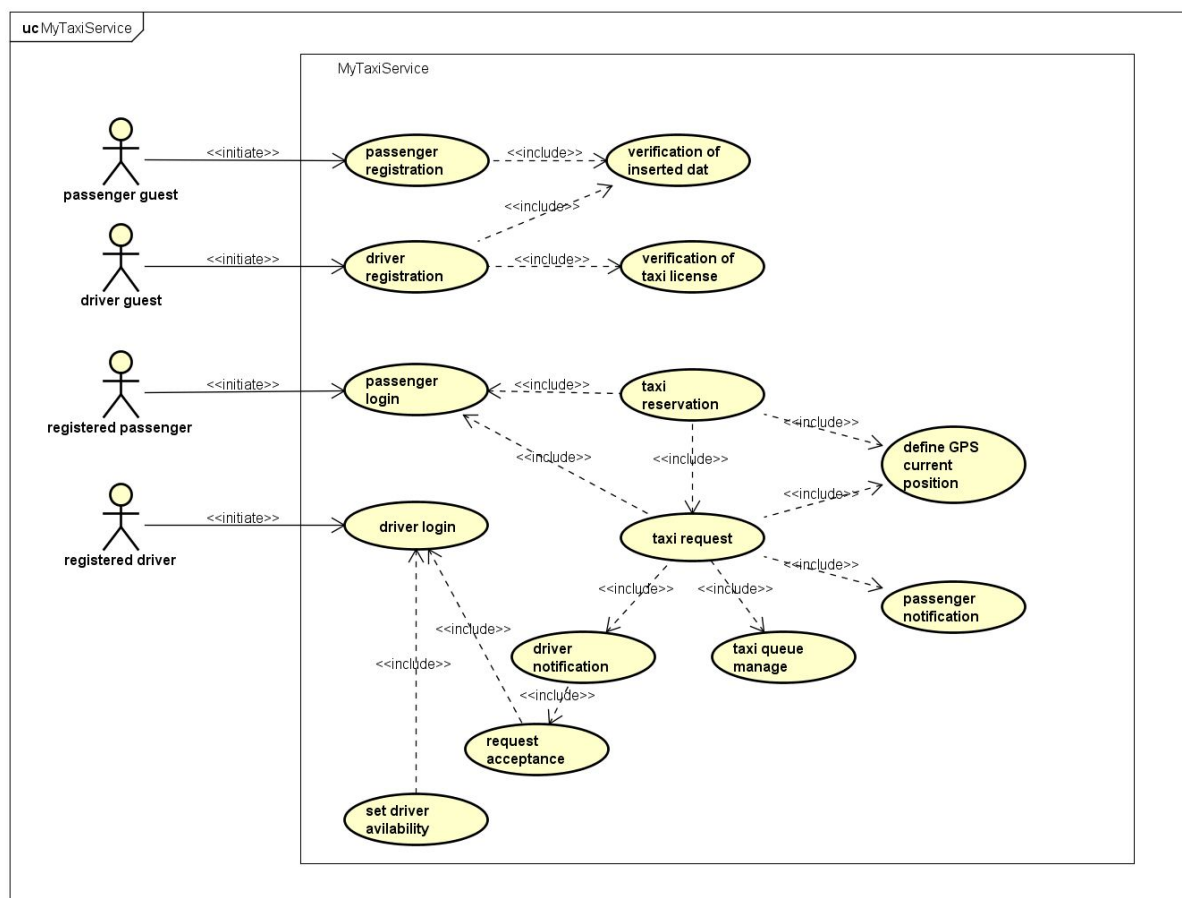 uc MyTaxiService
MyTaxiService
passenger guest
<<initiate>>
passenger
registration
<<include>>
verification of
inserted dat
<<include>>
driver guest
<<initiate>>
driver
registration
<<include>>
verification of
taxi license
registered passenger
<<initiate>>
passenger
login
<<include>>
taxi
reservation
<<include>>
define GPS
current
position
<<include>>
<<include>>
<<include>>
registered driver
<<initiate>>
driver login
taxi request
<<include>>
passenger
notification
<<include>>
<<include>>
driver
notification
taxi queue
manage
<<include>>
<<include>>
<<include>>
request
acceptance
set driver
avilability